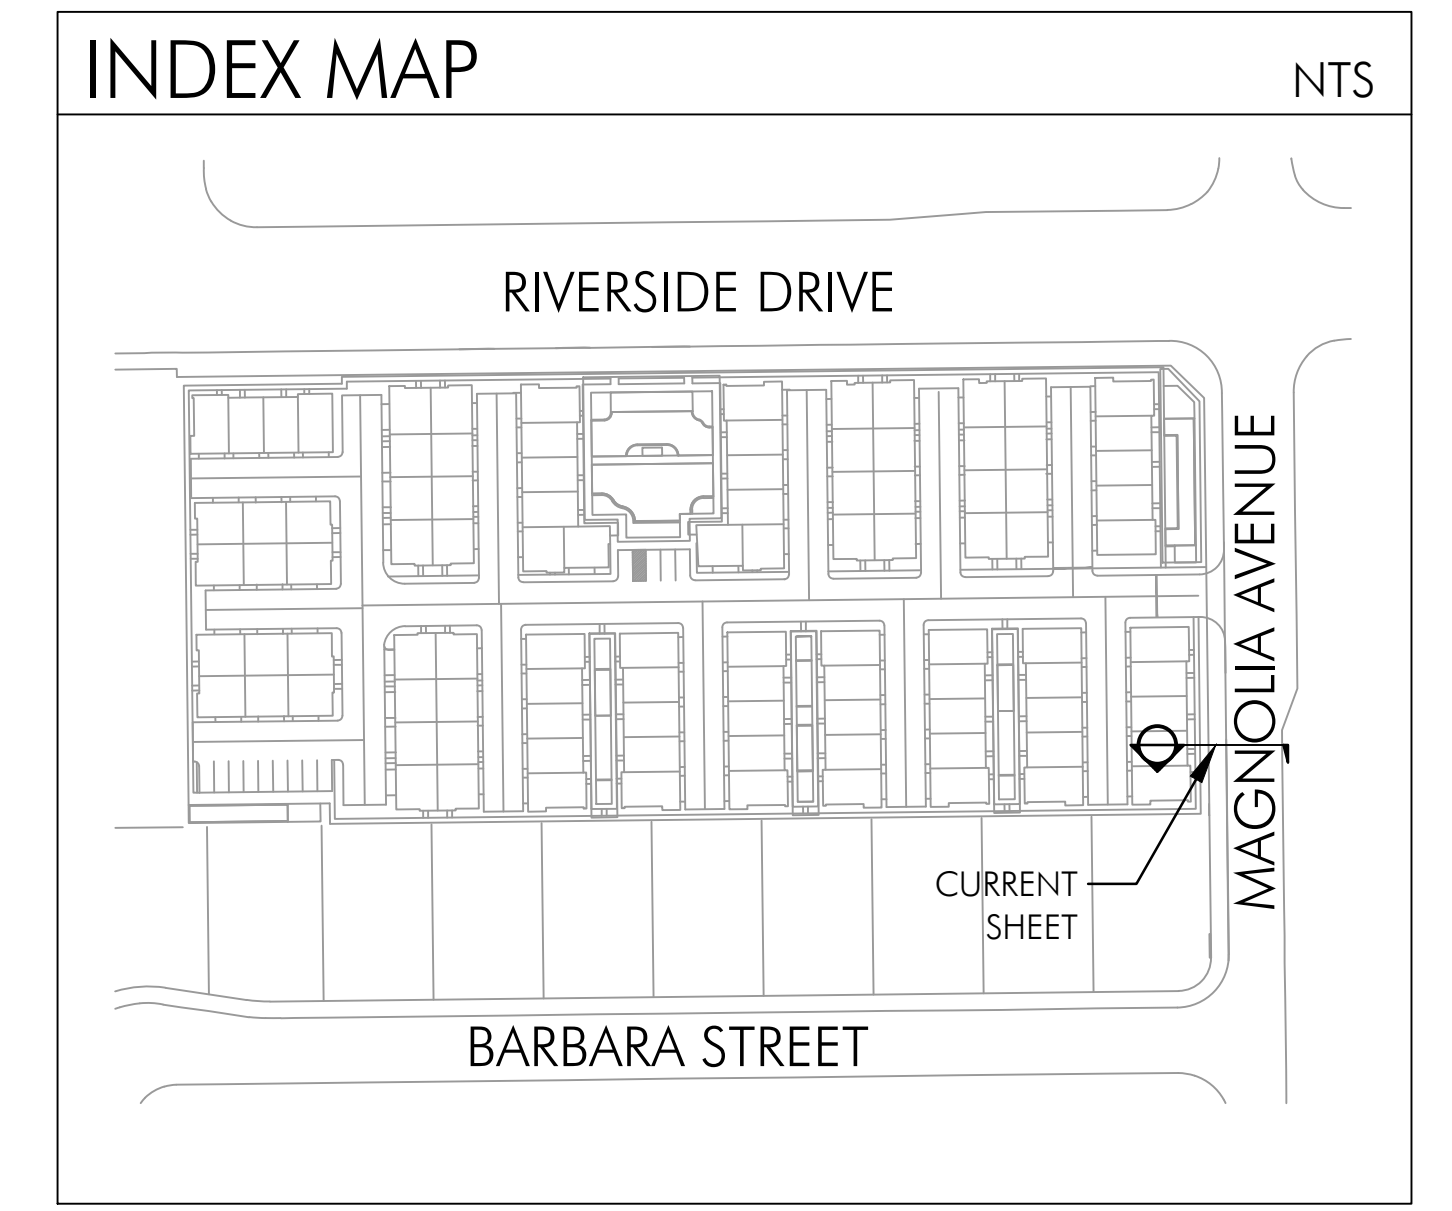 INDEX MAP
NTS
RIVERSIDE DRIVE
MAGNOLIA AVENUE
CURRENT
SHEET
BARBARA STREET